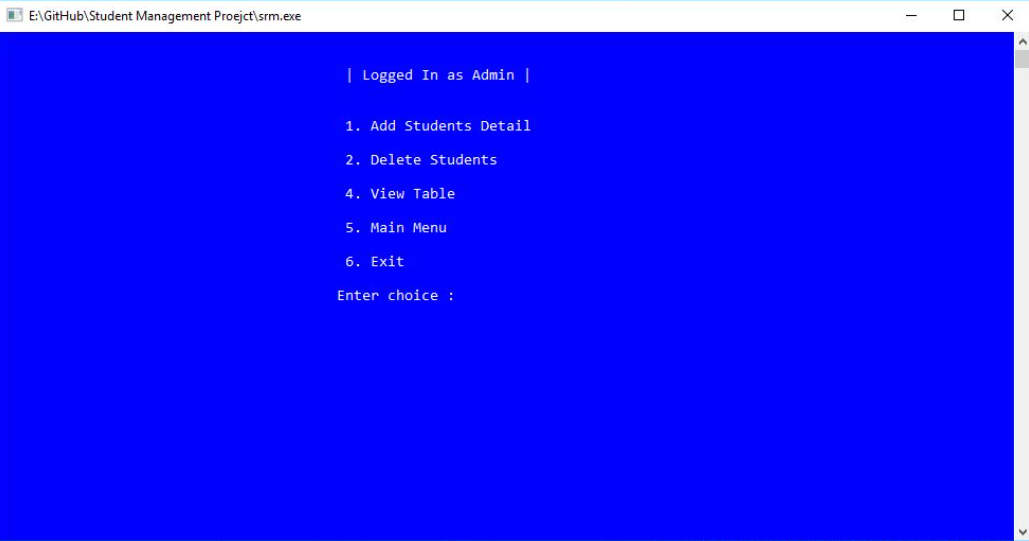 E:\GitHub\Student Management Proejct\srm.exe
| Logged In as Admin |
1. Add Students Detail
2. Delete Students
4. View Table
5. Main Menu
6. Exit
Enter choice :